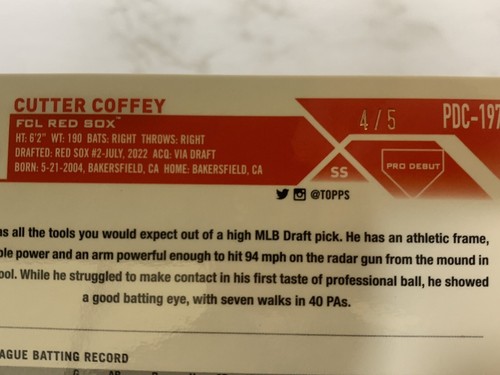 CUTTER COFFEY
FCL RED SOX™
HT: 6'2" WT: 190 BATS: RIGHT THROWS: RIGHT
DRAFTED: RED SOX #2-JULY, 2022 ACQ: VIA DRAFT
BORN: 5-21-2004, BAKERSFIELD, CA HOME: BAKERSFIELD, CA
4/5
PDC-197
SS
PRO DEBUT
@TOPPS
all the tools you would expect out of a high MLB Draft pick. He has an athletic frame,
power and an arm powerful enough to hit 94 mph on the radar gun from the mound in
While he struggled to make contact in his first taste of professional ball, he showed
a good batting eye, with seven walks in 40 PAs.
BATTING RECORD